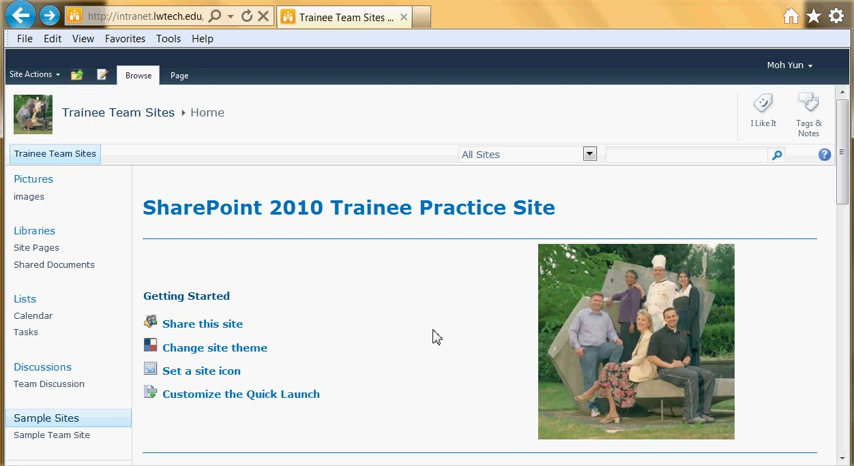 http://intranet.lwtech.edu
Trainee Team Sites ...
File Edit View Favorites Tools Help
Moh Yun
Site Actions Browse Page
Trainee Team Sites Home
I Like It
Tags &
Notes
Trainee Team Sites
All Sites
Pictures
images
Libraries
Site Pages
Shared Documents
Lists
Calendar
Tasks
Discussions
Team Discussion
Sample Sites
Sample Team Site
SharePoint 2010 Trainee Practice Site
Getting Started
Share this site
Change site theme
Set a site icon
Customize the Quick Launch